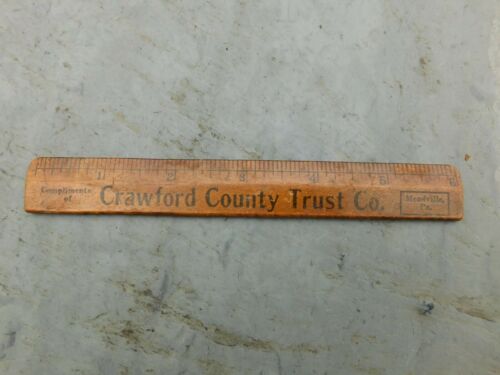 1 2 3 4 5 6
Compliments
of
Crawford County Trust Co.
Meadville,
Pa.